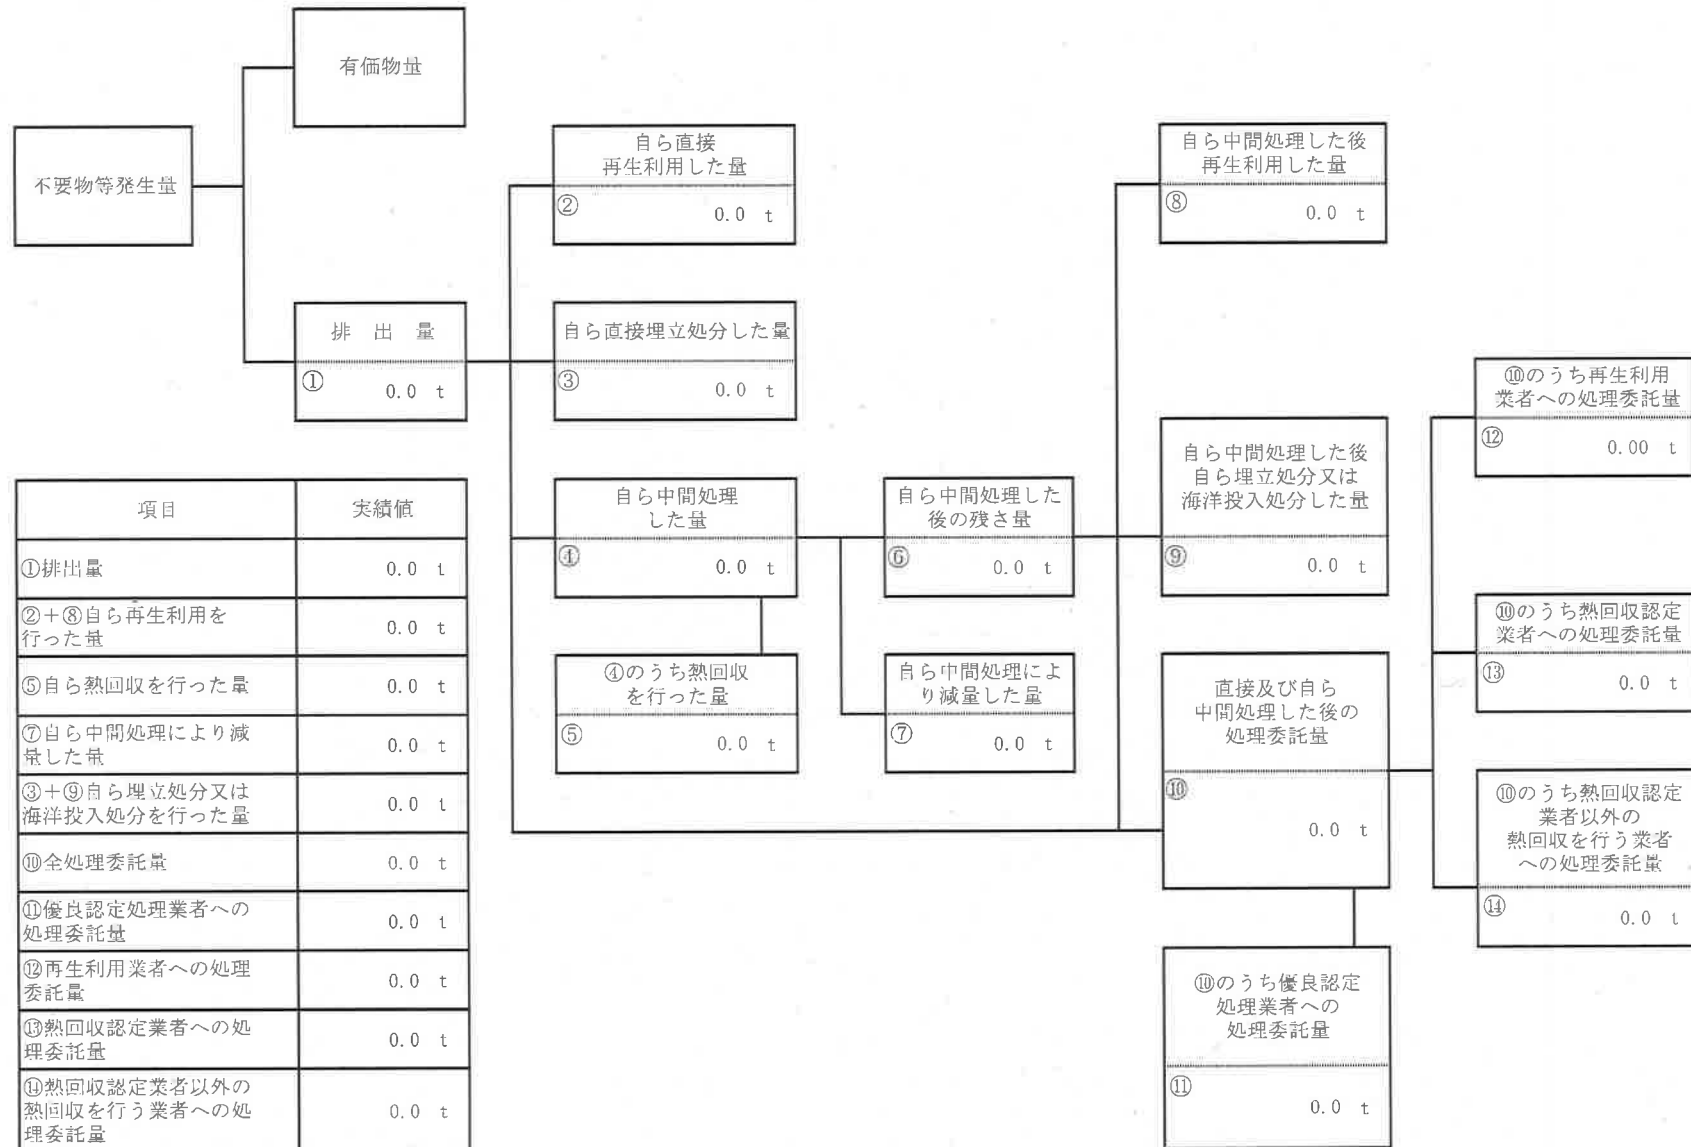 有価物量
不要物等発生量
自ら直接
再生利用した量
② 0.0 t
自ら中間処理した後
再生利用した量
⑧ 0.0 t
排 出 量
① 0.0 t
自ら直接埋立処分した量
③ 0.0 t
⑩のうち再生利用
業者への処理委託量
⑫ 0.00 t
自ら中間処理
した量
④ 0.0 t
自ら中間処理した
後の残さ量
⑥ 0.0 t
自ら中間処理した後
自ら埋立処分又は
海洋投入処分した量
⑨ 0.0 t
⑩のうち熱回収認定
業者への処理委託量
⑬ 0.0 t
④のうち熱回収
を行った量
⑤ 0.0 t
自ら中間処理によ
り減量した量
⑦ 0.0 t
直接及び自ら
中間処理した後の
処理委託量
⑩ 0.0 t
⑩のうち熱回収認定
業者以外の
熱回収を行う業者
への処理委託量
⑭ 0.0 t
⑩のうち優良認定
処理業者への
処理委託量
⑪ 0.0 t
項目 実績値
①排出量 0.0 t
②+⑧自ら再生利用を
行った量 0.0 t
⑤自ら熱回収を行った量 0.0 t
⑦自ら中間処理により減
量した量 0.0 t
③+⑨自ら埋立処分又は
海洋投入処分を行った量 0.0 t
⑩全処理委託量 0.0 t
⑪優良認定処理業者への
処理委託量 0.0 t
⑫再生利用業者への処理
委託量 0.0 t
⑬熱回収認定業者への処
理委託量 0.0 t
⑭熱回収認定業者以外の
熱回収を行う業者への処
理委託量 0.0 t